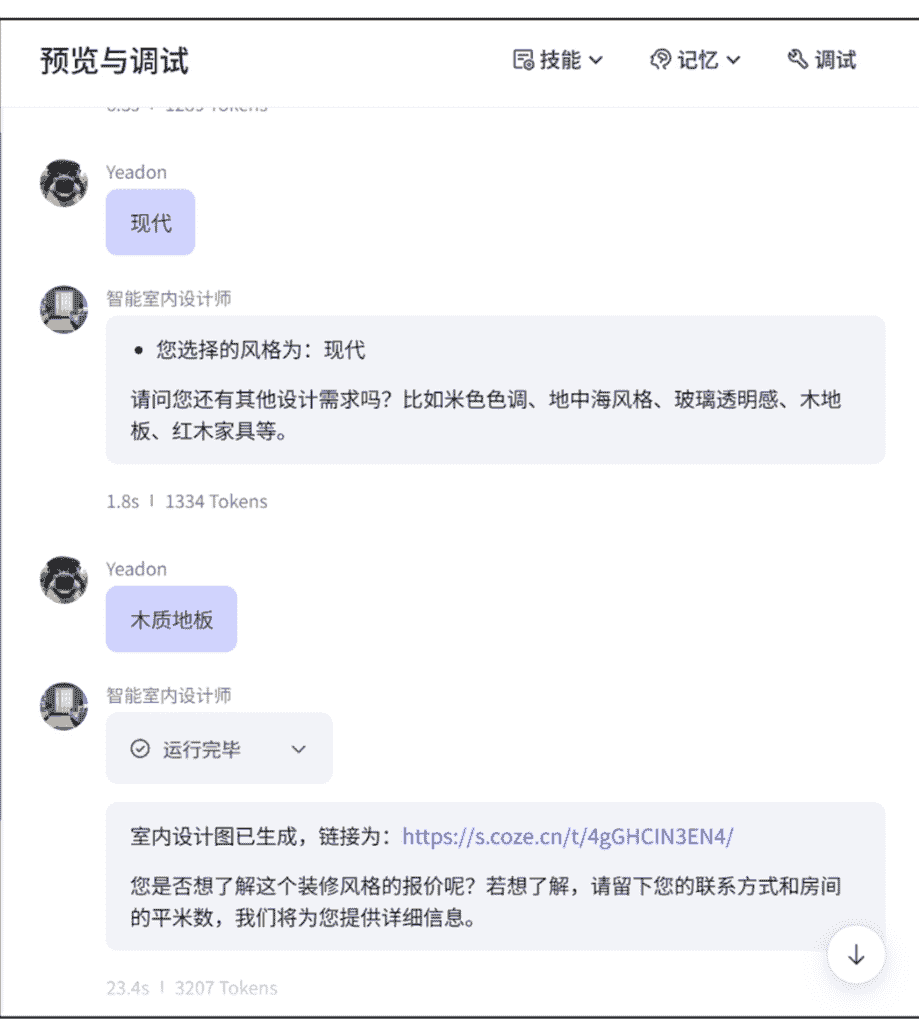 预览与调试
技能
记忆
调试
Yeadon
现代
智能室内设计师
您选择的风格为：现代
请问您还有其他设计需求吗？比如米色色调、地中海风格、玻璃透明感、木地
板、红木家具等。
1.8s | 1334 Tokens
Yeadon
木质地板
智能室内设计师
运行完毕
室内设计图已生成，链接为：https://s.coze.cn/t/4gGHCIN3EN4/
您是否想了解这个装修风格的报价呢？若想了解，请留下您的联系方式和房间
的平米数，我们将为您提供详细信息。
23.4s | 3207 Tokens